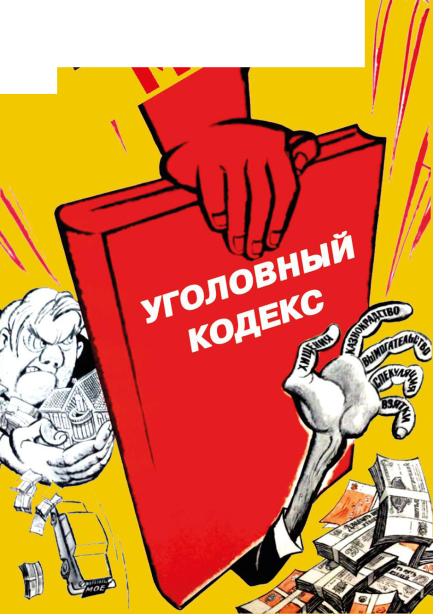 УГОЛОВНЫЙ
КОДЕКС
ХИЩЕНИЯ
КАЗНОКРАДСТВО
ВЫМОГАТЕЛЬСТВО
СПЕКУЛЯЦИЯ
ВЗЯТКИ
МОЕ